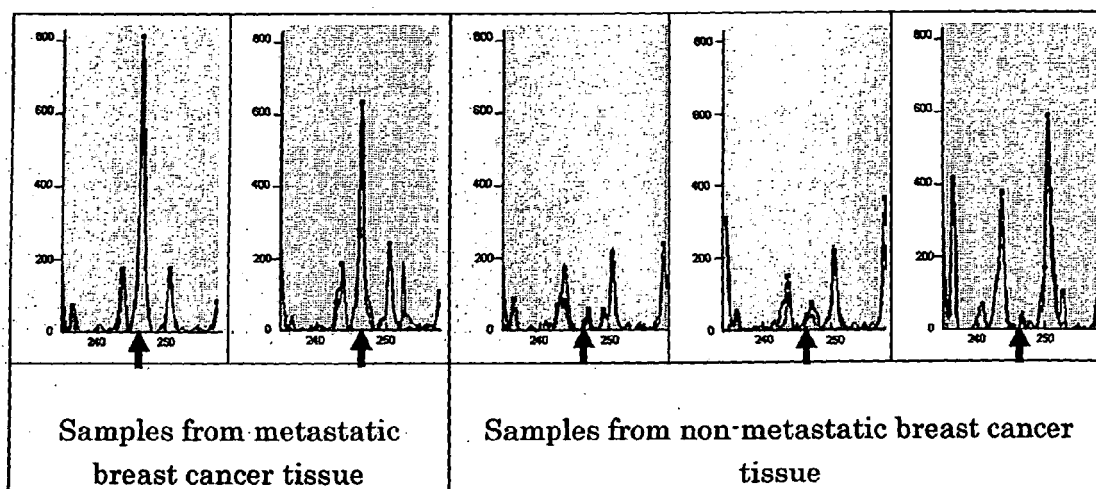 800 800 800 800 800
600 600 600 600 600
400 400 400 400 400
200 200 200 200 200
0 0 0 0 0
240 250 240 250 240 250 240 250 240 250
Samples from metastatic
breast cancer tissue
Samples from non-metastatic breast cancer
tissue